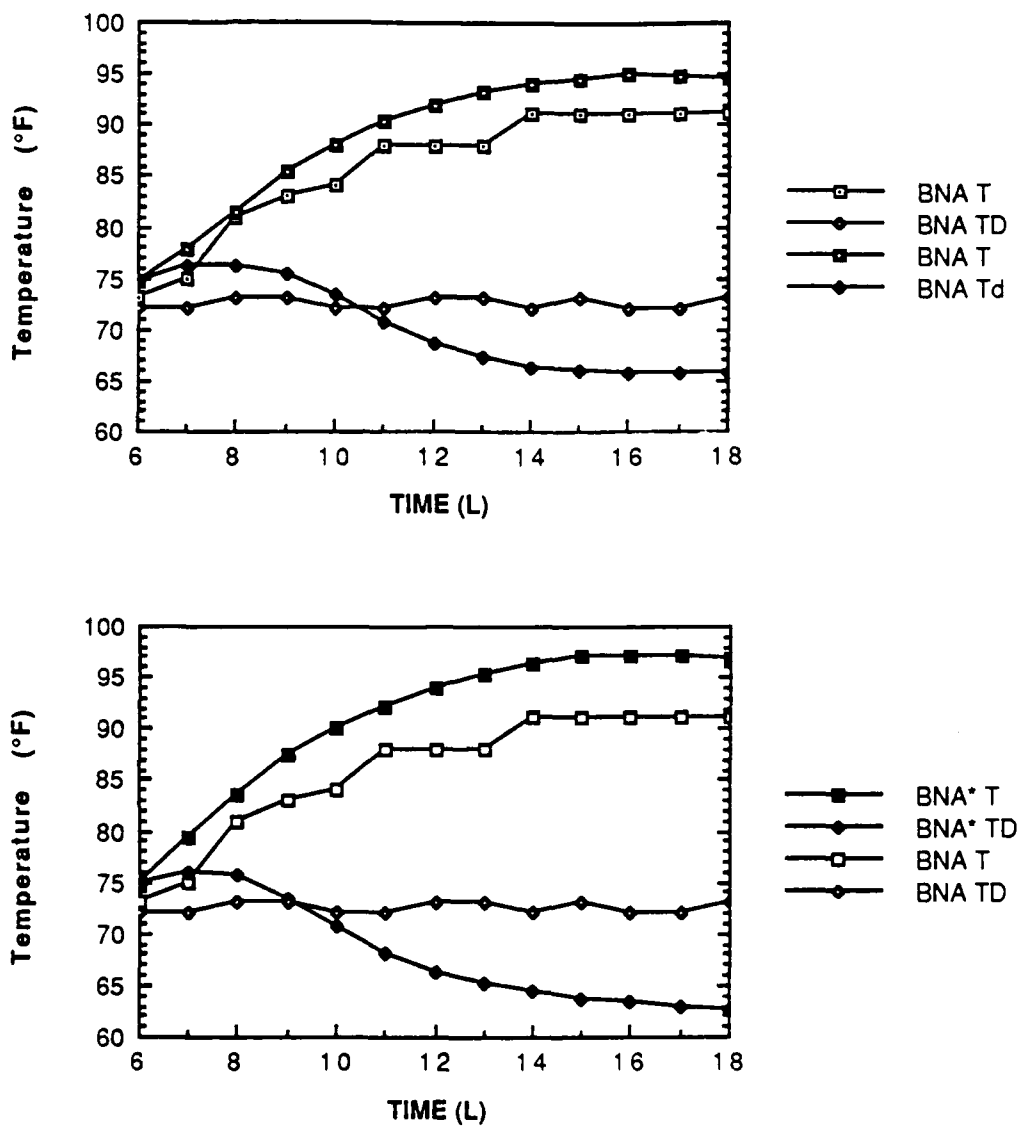 100
95
90
85
80
75
70
65
60
Temperature (°F)
6 8 10 12 14 16 18
TIME (L)
BNA T
BNA TD
BNA T
BNA Td
100
95
90
85
80
75
70
65
60
Temperature (°F)
6 8 10 12 14 16 18
TIME (L)
BNA* T
BNA* TD
BNA T
BNA TD